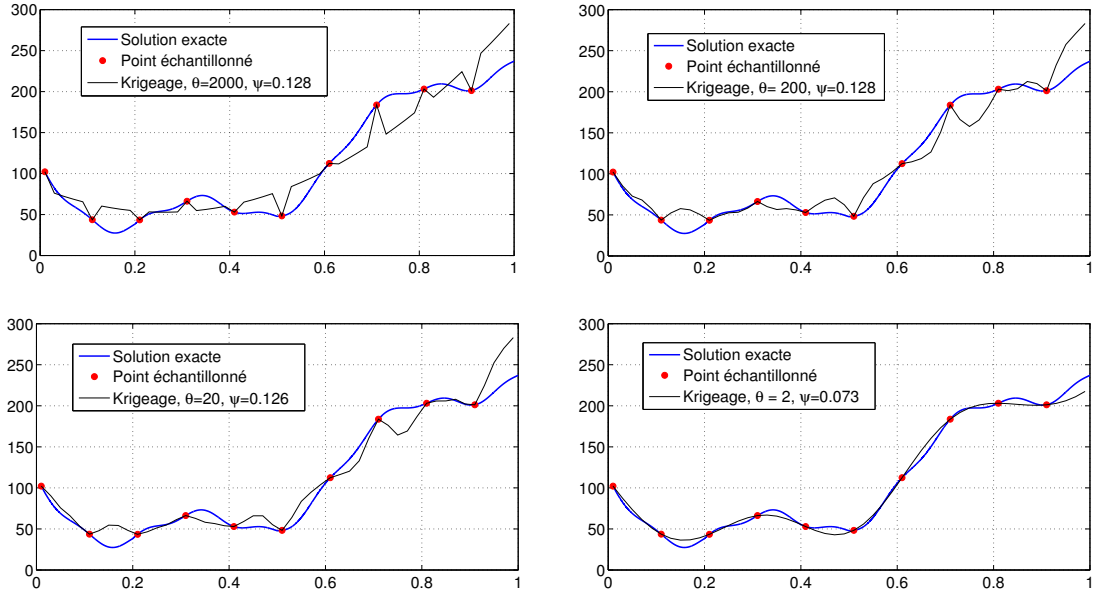 300
250
200
150
100
50
0
0 0.2 0.4 0.6 0.8 1
Solution exacte
Point échantillonné
Krigeage, θ=2000, ψ=0.128
300
250
200
150
100
50
0
0 0.2 0.4 0.6 0.8 1
Solution exacte
Point échantillonné
Krigeage, θ= 200, ψ=0.128
300
250
200
150
100
50
0
0 0.2 0.4 0.6 0.8 1
Solution exacte
Point échantillonné
Krigeage, θ=20, ψ=0.126
300
250
200
150
100
50
0
0 0.2 0.4 0.6 0.8 1
Solution exacte
Point échantillonné
Krigeage, θ = 2, ψ=0.073